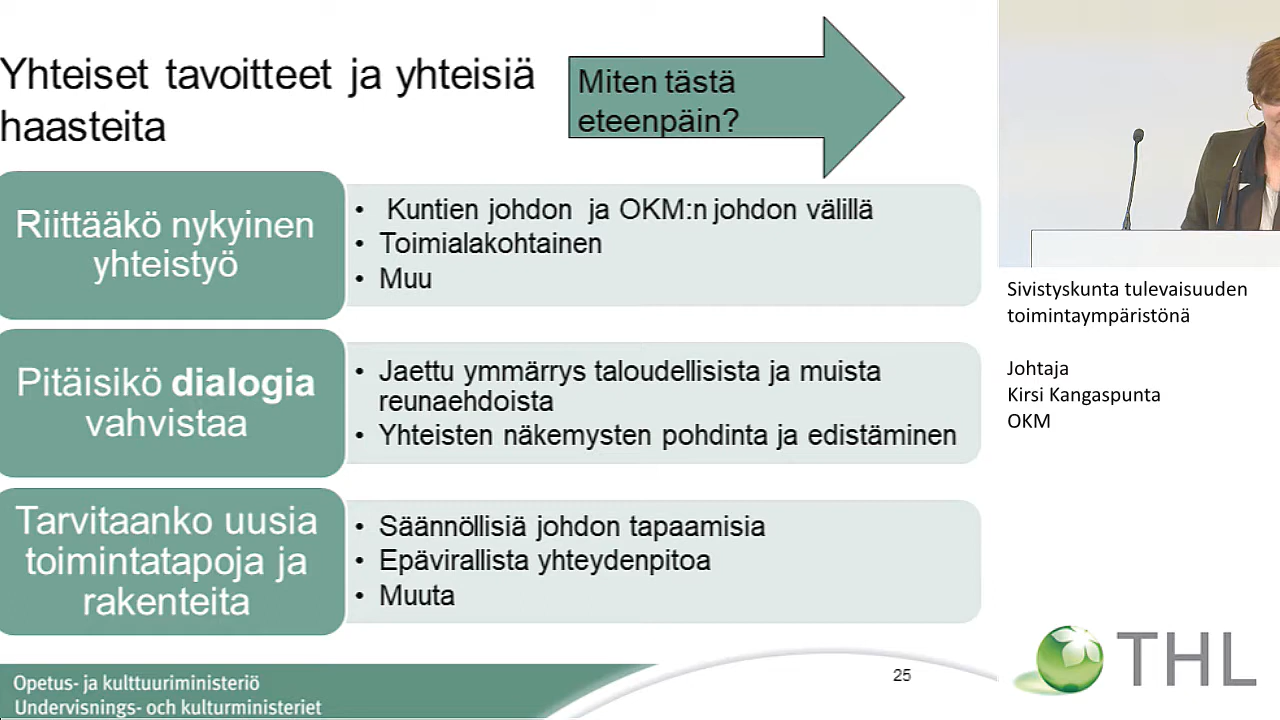 Yhteiset tavoitteet ja yhteisiä
haasteita
Miten tästä
eteenpäin?
Riittääkö nykyinen
yhteistyö
• Kuntien johdon ja OKM:n johdon välillä
• Toimialakohtainen
• Muu
Pitäisikö dialogia
vahvistaa
• Jaettu ymmärrys taloudellisista ja muista
reunaehdoista
• Yhteisten näkemysten pohdinta ja edistäminen
Tarvitaanko uusia
toimintatapoja ja
rakenteita
• Säännöllisiä johdon tapaamisia
• Epävirallista yhteydenpitoa
• Muuta
Opetus- ja kulttuuriministeriö
Undervisnings- och kulturministeriet
25
Sivistyskunta tulevaisuuden
toimintaympäristönä
Johtaja
Kirsi Kangaspunta
OKM
THL